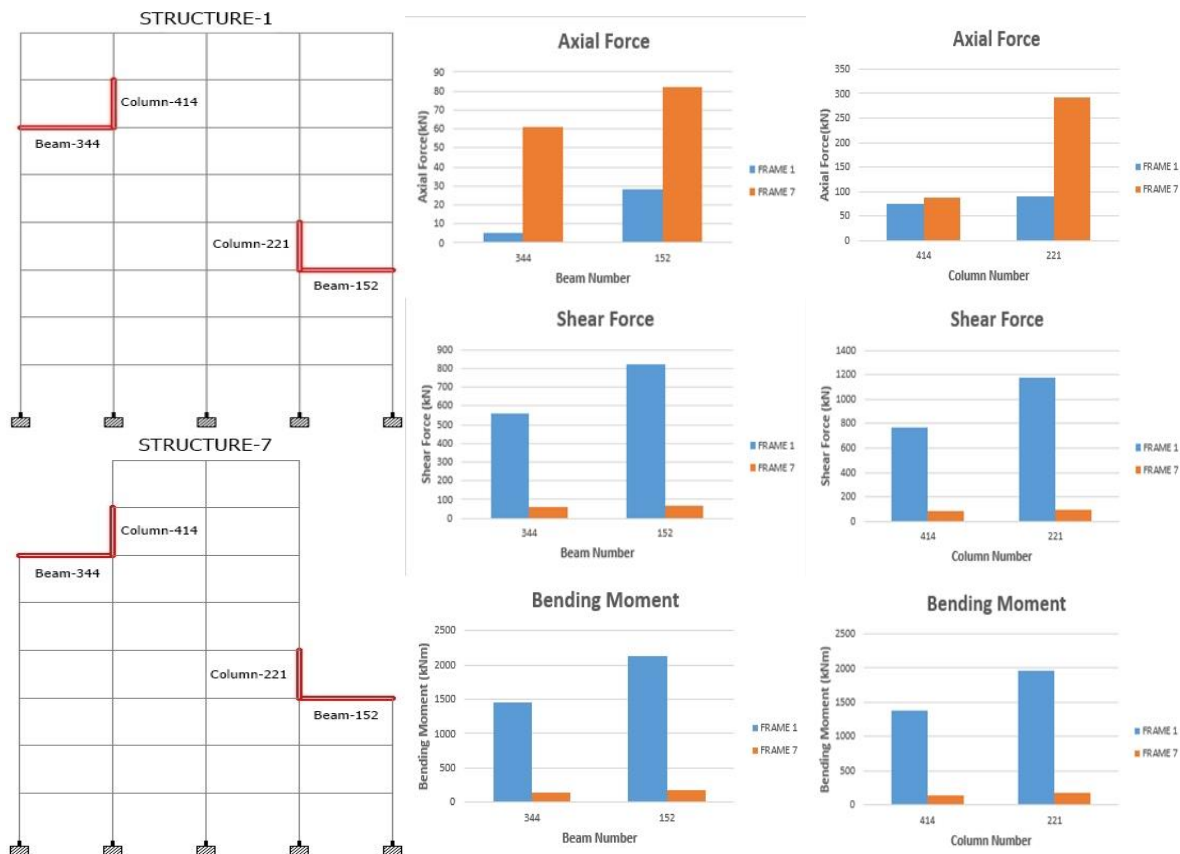 STRUCTURE-1
Column-414
Beam-344
Column-221
Beam-152
STRUCTURE-7
Column-414
Beam-344
Column-221
Beam-152
Axial Force
Axial Force(kN)
90
80
70
60
50
40
30
20
10
0
344
152
Beam Number
FRAME 1
FRAME 7
Axial Force
Axial Force(kN)
350
300
250
200
150
100
50
0
414
221
Column Number
FRAME 1
FRAME 7
Shear Force
Shear Force (kN)
900
800
700
600
500
400
300
200
100
0
344
152
Beam Number
FRAME 1
FRAME 7
Shear Force
Shear Force (kN)
1400
1200
1000
800
600
400
200
0
414
221
Column Number
FRAME 1
FRAME 7
Bending Moment
Bending Moment (kNm)
2500
2000
1500
1000
500
0
344
152
Beam Number
FRAME 1
FRAME 7
Bending Moment
Bending Moment (kNm)
2500
2000
1500
1000
500
0
414
221
Column Number
FRAME 1
FRAME 7